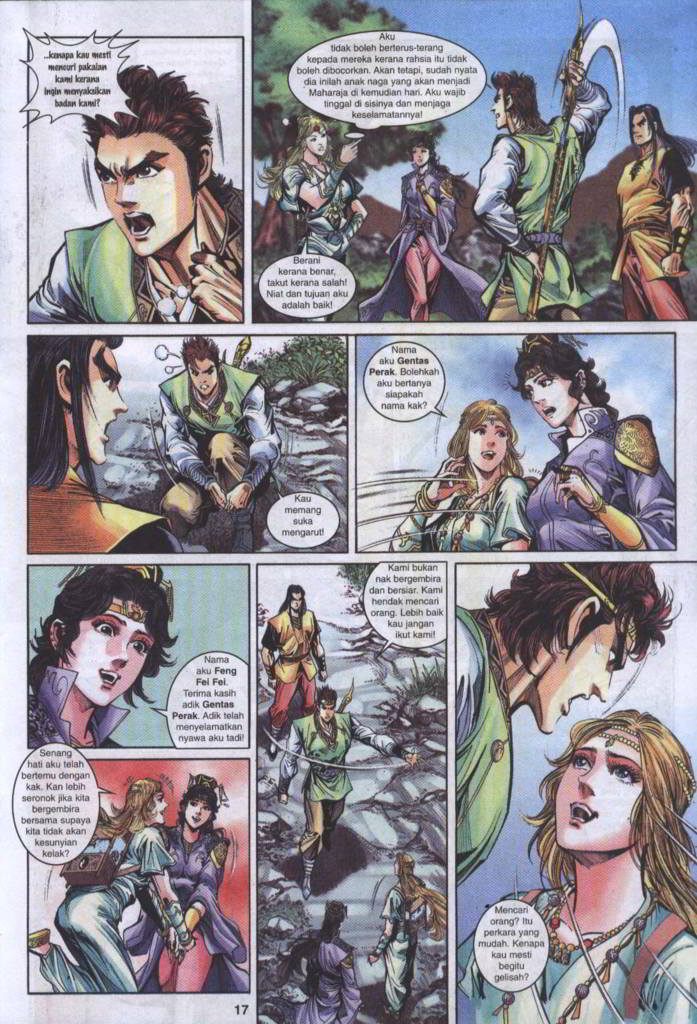 ..kenapa kau mesti
mencuri pakaian
kami kerana
ingin menyaksikan
badan kami?
Aku
tidak boleh berterus-terang
kepada mereka kerana rahsia itu tidak
boleh dibocorkan. Akan tetapi, sudah nyata
dia inilah anak naga yang akan menjadi
Maharaja di kemudian hari. Aku wajib
tinggal di sisinya dan menjaga
keselamatannya!
Berani
kerana benar,
takut kerana salah!
Niat dan tujuan aku
adalah baik!
Kau
memang
suka
mengarut!
Nama
aku Gentas
Perak. Bolehkah
aku bertanya
siapakah
nama kak?
Nama
aku Feng
Fei Fei.
Terima kasih
adik Gentas
Perak. Adik telah
menyelamatkan
nyawa aku tadi!
Senang
hati aku telah
bertemu dengan
kak. Kan lebih
seronok jika kita
bergembira
bersama supaya
kita tidak akan
kesunyian
kelak?
Kami bukan
nak bergembira
dan bersiar. Kami
hendak mencari
orang. Lebih baik
kau jangan
ikut kami!
Mencari
orang? Itu
perkara yang
mudah. Kenapa
kau mesti
begitu
gelisah?
17